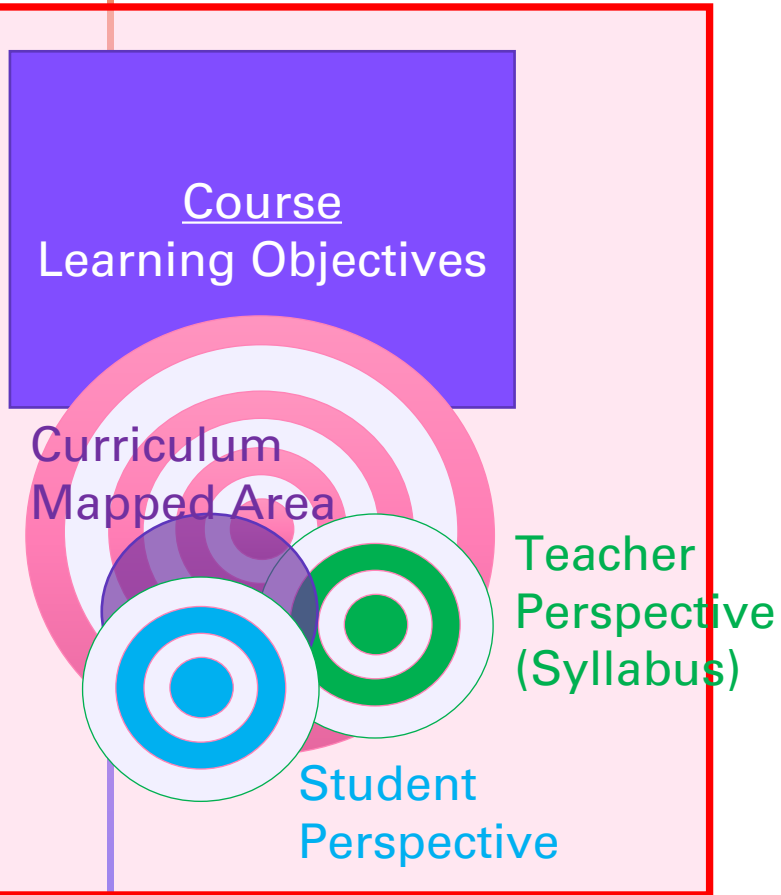 Course
Learning Objectives
Curriculum
Mapped Area
Teacher
Perspective
(Syllabus)
Student
Perspective